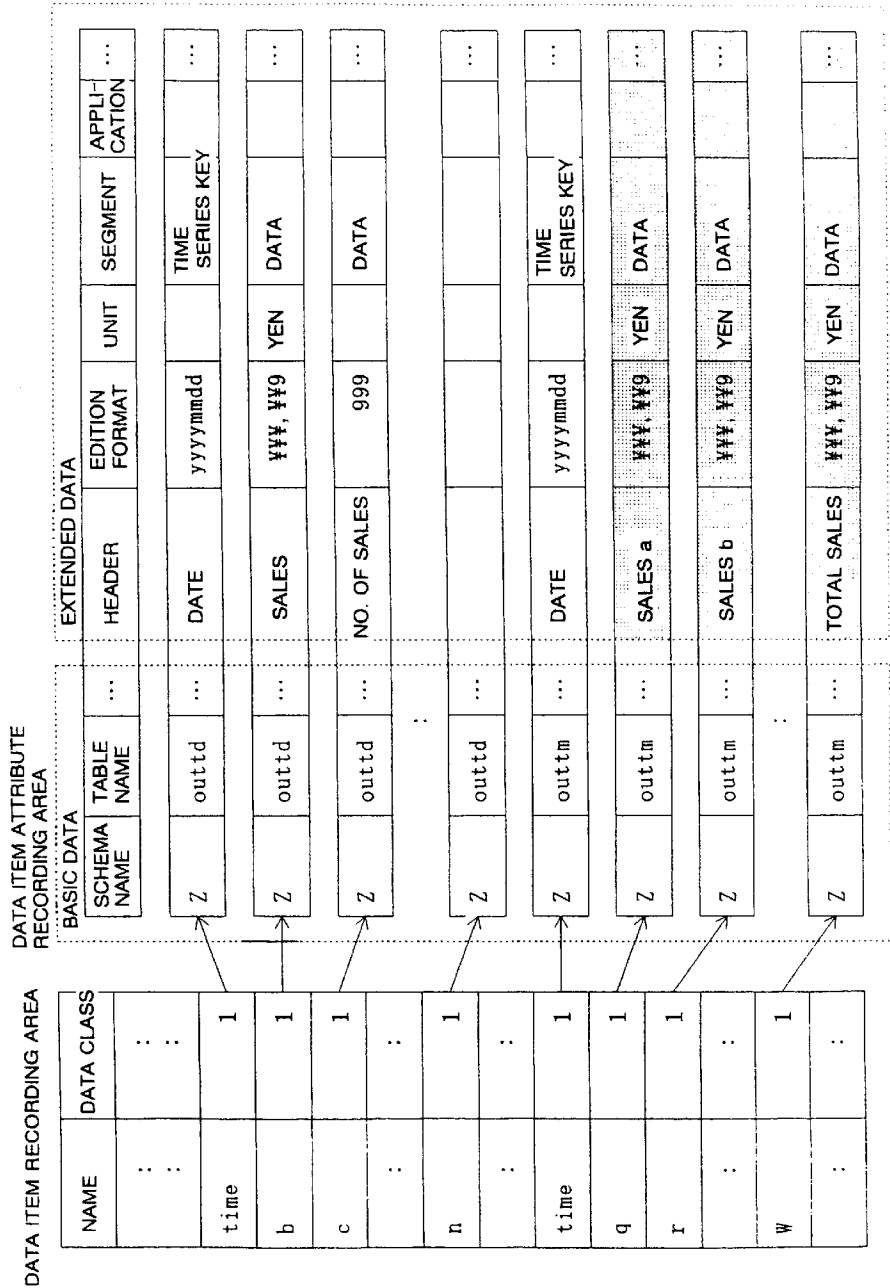 DATA ITEM RECORDING AREA
NAME DATA CLASS
: :
: :
time 1
b 1
c 1
: :
n 1
: :
time 1
q 1
r 1
: :
W 1
: :
DATA ITEM ATTRIBUTE
RECORDING AREA
BASIC DATA EXTENDED DATA
SCHEMA NAME TABLE NAME ... HEADER EDITION FORMAT UNIT SEGMENT APPLI-CATION ...
Z outtd ... DATE yyyymmdd TIME SERIES KEY ...
Z outtd ... SALES ¥¥¥,¥¥9 YEN DATA ...
Z outtd ... NO. OF SALES 999 DATA ...
:
Z outtd ... ...
Z outtm ... DATE yyyymmdd TIME SERIES KEY ...
Z outtm ... SALES a ¥¥¥,¥¥9 YEN DATA ...
Z outtm ... SALES b ¥¥¥,¥¥9 YEN DATA ...
:
Z outtm ... TOTAL SALES ¥¥¥,¥¥9 YEN DATA ...